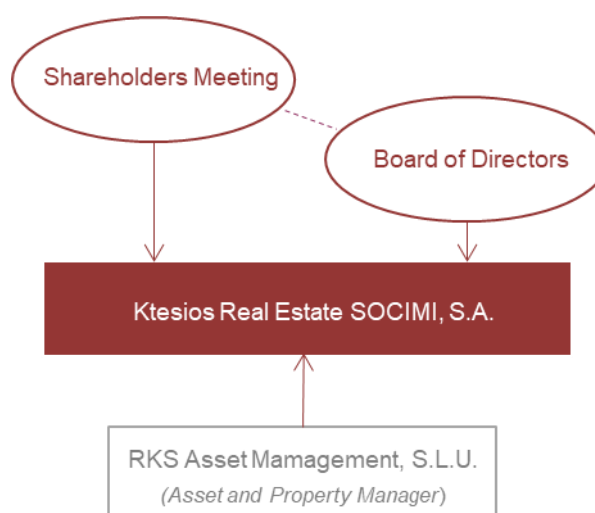 Shareholders Meeting
Board of Directors
Ktesios Real Estate SOCIMI, S.A.
RKS Asset Mamagement, S.L.U.
(Asset and Property Manager)